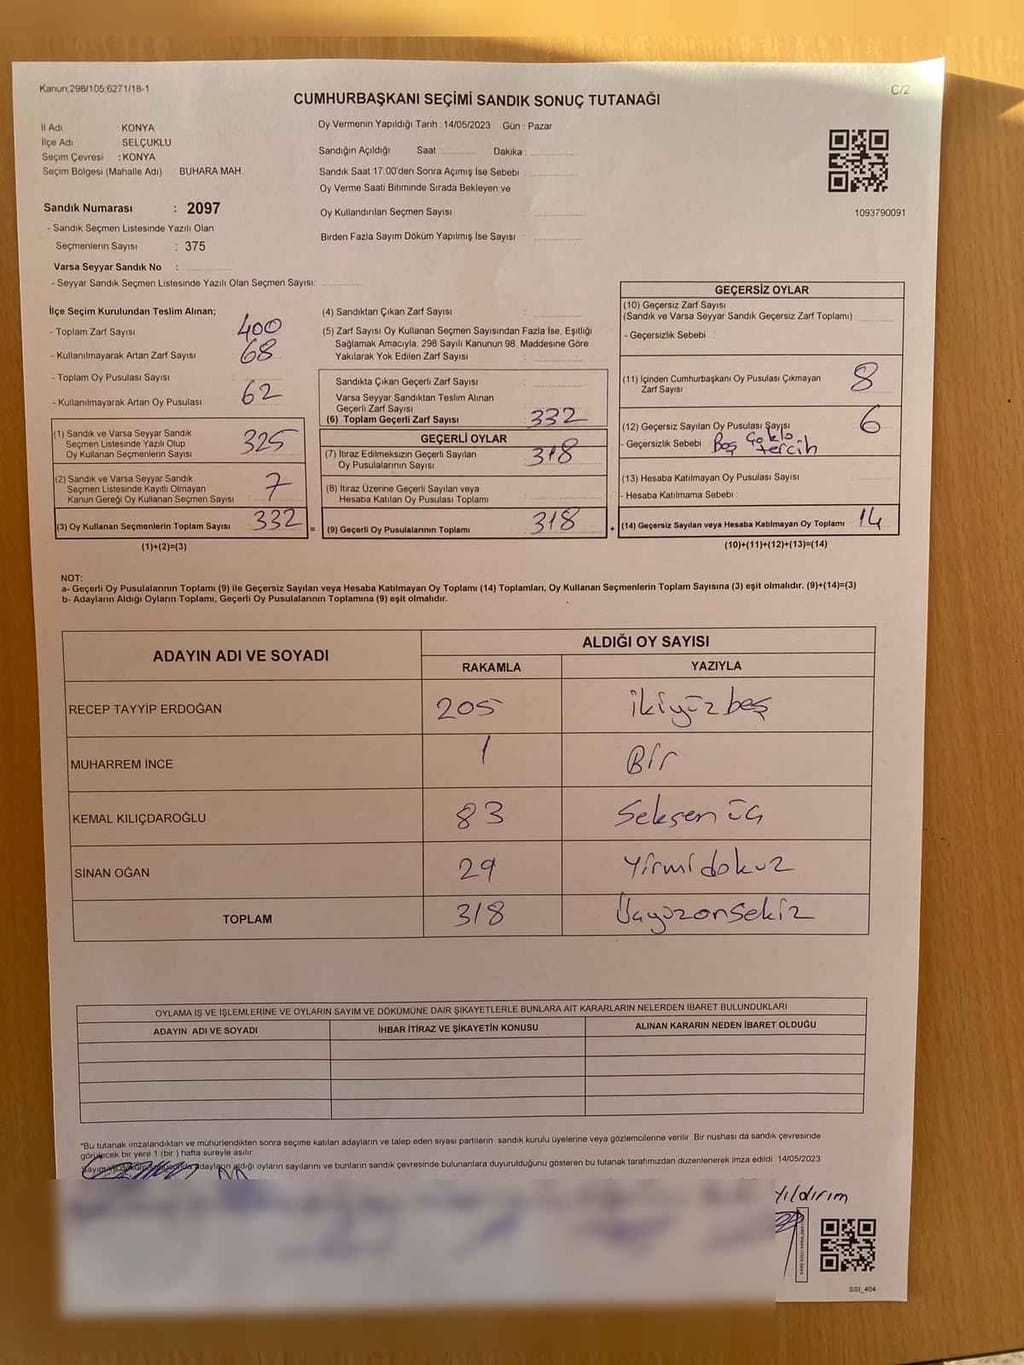 Kanun:298/105;6271/18-1
C/2
CUMHURBAŞKANI SEÇİMİ SANDIK SONUÇ TUTANAĞI
İl Adı : KONYA
İlçe Adı SELÇUKLU
Seçim Çevresi : KONYA
Seçim Bölgesi (Mahalle Adı) BUHARA MAH
Sandık Numarası : 2097
- Sandık Seçmen Listesinde Yazılı Olan
Seçmenlerin Sayısı : 375
Varsa Seyyar Sandık No :
- Seyyar Sandık Seçmen Listesinde Yazılı Olan Seçmen Sayısı:
Oy Vermenin Yapıldığı Tarih : 14/05/2023 Gün : Pazar
Sandığın Açıldığı Saat Dakika :
Sandık Saat 17:00'den Sonra Açımış İse Sebebi
Oy Verme Saati Bitiminde Sırada Bekleyen ve
Oy Kullandırılan Seçmen Sayısı
Birden Fazla Sayım Döküm Yapılmış İse Sayısı :
1093790091
İlçe Seçim Kurulundan Teslim Alınan;
- Toplam Zarf Sayısı 400
- Kullanılmayarak Artan Zarf Sayısı 68
- Toplam Oy Pusulası Sayısı
- Kullanılmayarak Artan Oy Pusulası 62
(1) Sandık ve Varsa Seyyar Sandık
Seçmen Listesinde Yazılı Olup
Oy Kullanan Seçmenlerin Sayısı 325
(2) Sandık ve Varsa Seyyar Sandık
Seçmen Listesinde Kayıtlı Olmayan
Kanun Gereği Oy Kullanan Seçmen Sayısı 7
(3) Oy Kullanan Seçmenlerin Toplam Sayısı 332 =
(1)+(2)=(3)
(4) Sandıktan Çıkan Zarf Sayısı :
(5) Zarf Sayısı Oy Kullanan Seçmen Sayısından Fazla İse, Eşitliği
Sağlamak Amacıyla, 298 Sayılı Kanunun 98. Maddesine Göre
Yakılarak Yok Edilen Zarf Sayısı
Sandıkta Çıkan Geçerli Zarf Sayısı
Varsa Seyyar Sandıktan Teslim Alınan
Geçerli Zarf Sayısı
(6) Toplam Geçerli Zarf Sayısı 332
GEÇERLİ OYLAR
(7) İtiraz Edilmeksizin Geçerli Sayılan
Oy Pusulalarının Sayısı 318
(8) İtiraz Üzerine Geçerli Sayılan veya
Hesaba Katılan Oy Pusulası Toplamı
(9) Geçerli Oy Pusulalarının Toplamı 318 +
GEÇERSİZ OYLAR
(10) Geçersiz Zarf Sayısı
(Sandık ve Varsa Seyyar Sandık Geçersiz Zarf Toplamı)
- Geçersizlik Sebebi :
(11) İçinden Cumhurbaşkanı Oy Pusulası Çıkmayan
Zarf Sayısı 8
(12) Geçersiz Sayılan Oy Pusulası Sayısı 6
- Geçersizlik Sebebi Boş Çoklo
tercih
(13) Hesaba Katılmayan Oy Pusulası Sayısı
- Hesaba Katılmama Sebebi :
(14) Geçersiz Sayılan veya Hesaba Katılmayan Oy Toplamı 14
(10)+(11)+(12)+(13)=(14)
NOT:
a- Geçerli Oy Pusulalarının Toplamı (9) ile Geçersiz Sayılan veya Hesaba Katılmayan Oy Toplamı (14) Toplamları, Oy Kullanan Seçmenlerin Toplam Sayısına (3) eşit olmalıdır. (9)+(14)=(3)
b- Adayların Aldığı Oyların Toplamı, Geçerli Oy Pusulalarının Toplamına (9) eşit olmalıdır.
ADAYIN ADI VE SOYADI ALDIĞI OY SAYISI
RAKAMLA YAZIYLA
RECEP TAYYİP ERDOĞAN 205 ikiyüzbeş
MUHARREM İNCE 1 Bir
KEMAL KILIÇDAROĞLU 83 Seksenüç
SİNAN OĞAN 29 Yirmidokuz
TOPLAM 318 Üçyüzonsekiz
OYLAMA İŞ VE İŞLEMLERİNE VE OYLARIN SAYIM VE DÖKÜMÜNE DAİR ŞİKAYETLERLE BUNLARA AİT KARARLARIN NELERDEN İBARET BULUNDUKLARI
ADAYIN ADI VE SOYADI İHBAR İTİRAZ VE ŞİKAYETİN KONUSU ALINAN KARARIN NEDEN İBARET OLDUĞU
*Bu tutanak imzalandıktan ve mühürlendikten sonra seçime katılan adayların ve talep eden siyasi partilerin sandık kurulu üyelerine veya gözlemcilerine verilir. Bir nüshası da sandık çevresinde
görülecek bir yere 1 (bir ) hafta süreyle asılır
adayların aldığı oyların sayılarını ve bunların sandık çevresinde bulunanlara duyurulduğunu gösteren bu tutanak tarafımızdan düzenlenerek imza edildi. 14/05/2023
Yıldırım
SSI_404